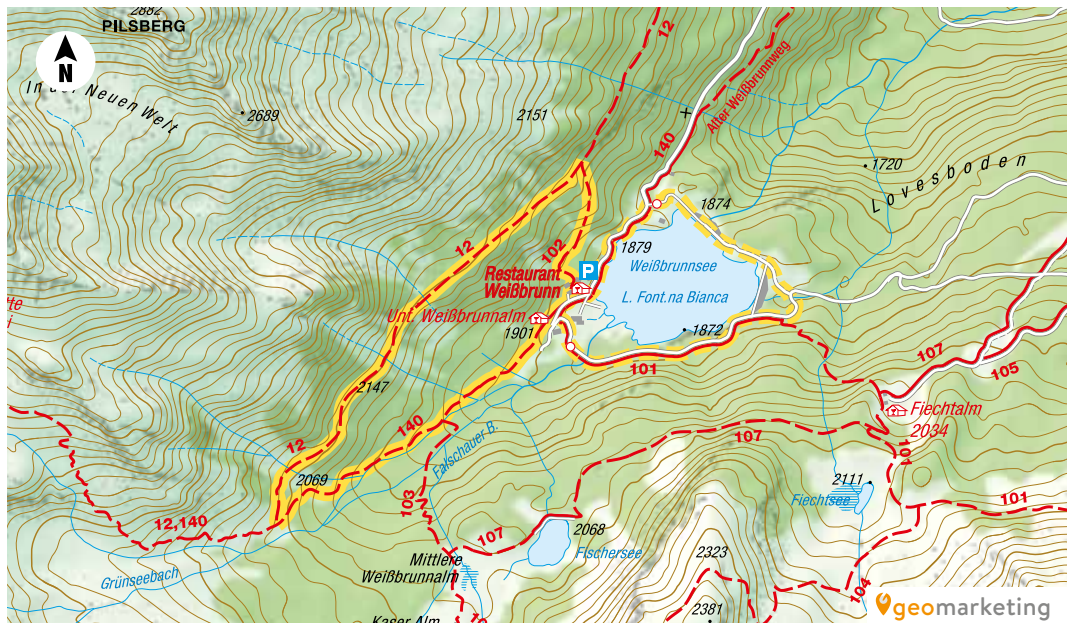 2882
PILSBERG
N
In der Neuen Welt
2689
2151
12
Alter Weißbrunnweg
140
1720
Lovesboden
1874
12
102
1879
P
Restaurant
Weißbrunn
Weißbrunnsee
L. Font.na Bianca
Unt. Weißbrunnalm
1901
1872
101
107
105
2147
Fiechtalm
2034
140
107
101
12
Falschauer B.
2069
2111
Fiechtsee
101
103
12,140
107
2068
Fischersee
2323
Mittlere
Weißbrunnalm
Grünseebach
104
2381
Kaser Alm
geomarketing